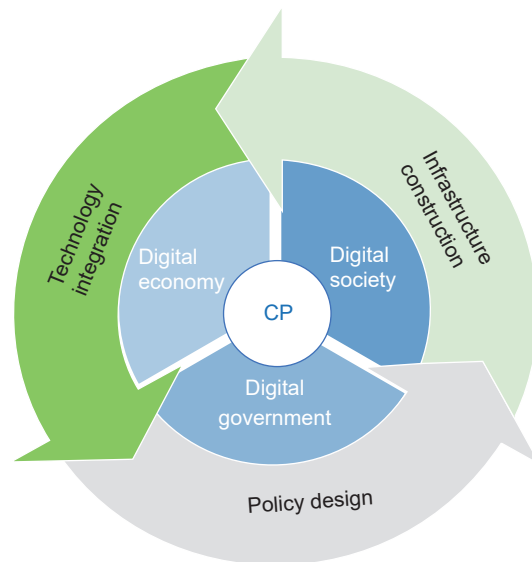 Technology
integration
Infrastructure
construction
Digital
economy
Digital
society
CP
Digital
government
Policy design